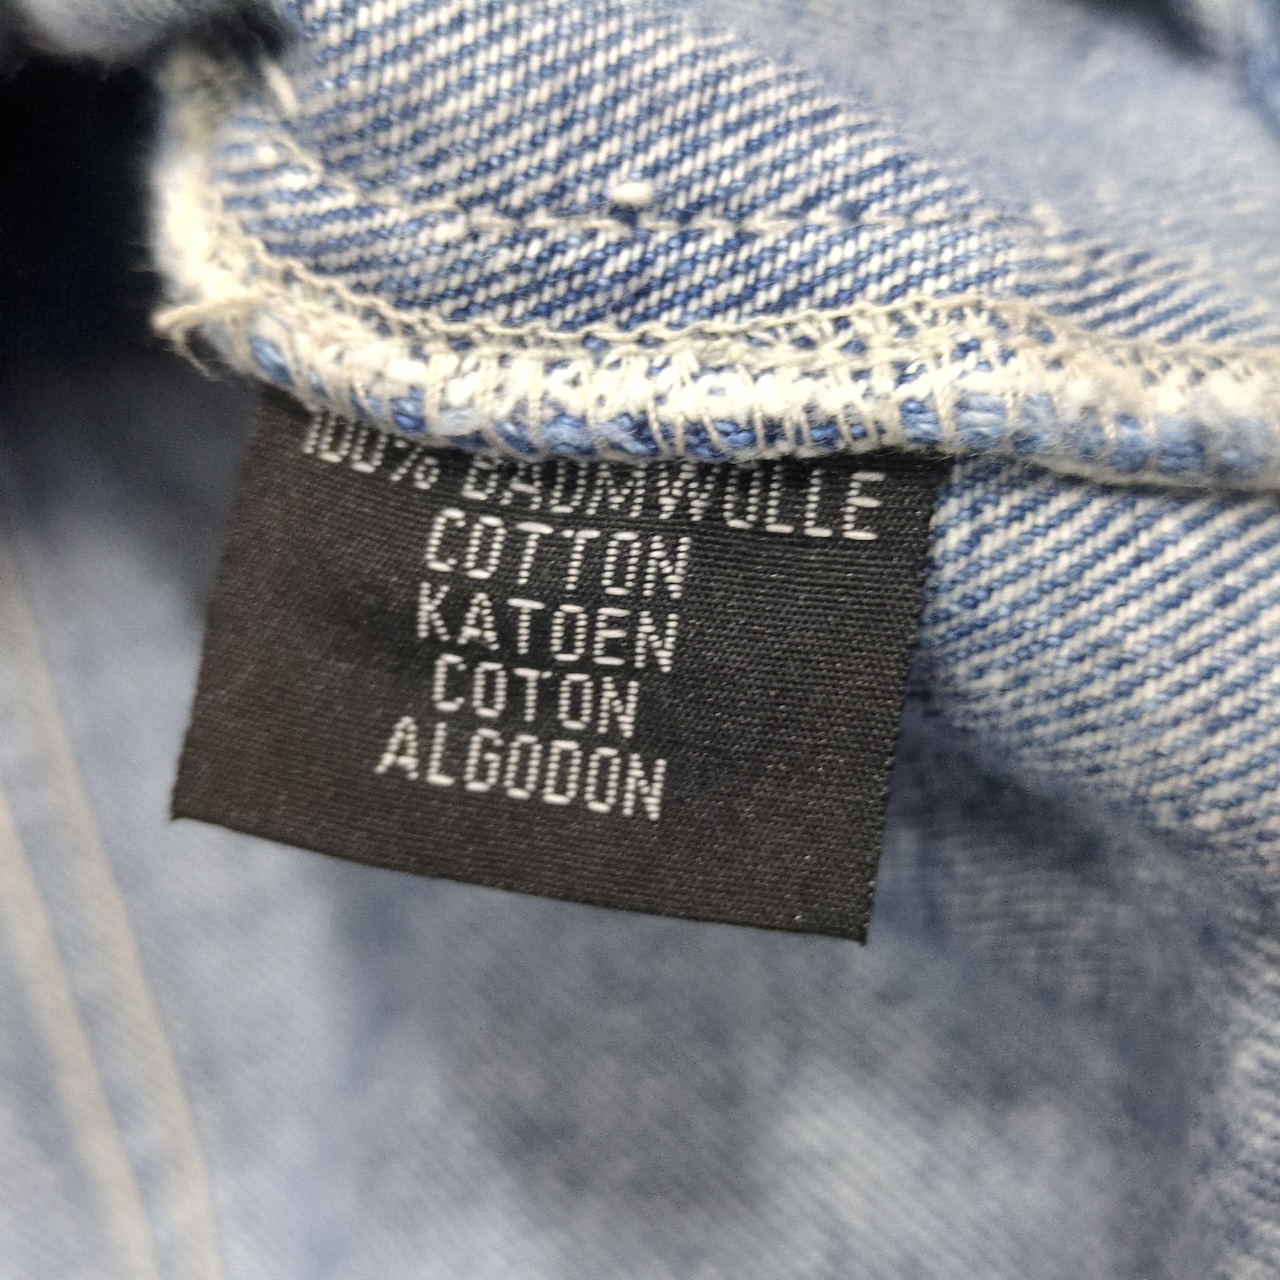 100% BAUMWOLLE
COTTON
KATOEN
COTON
ALGODON